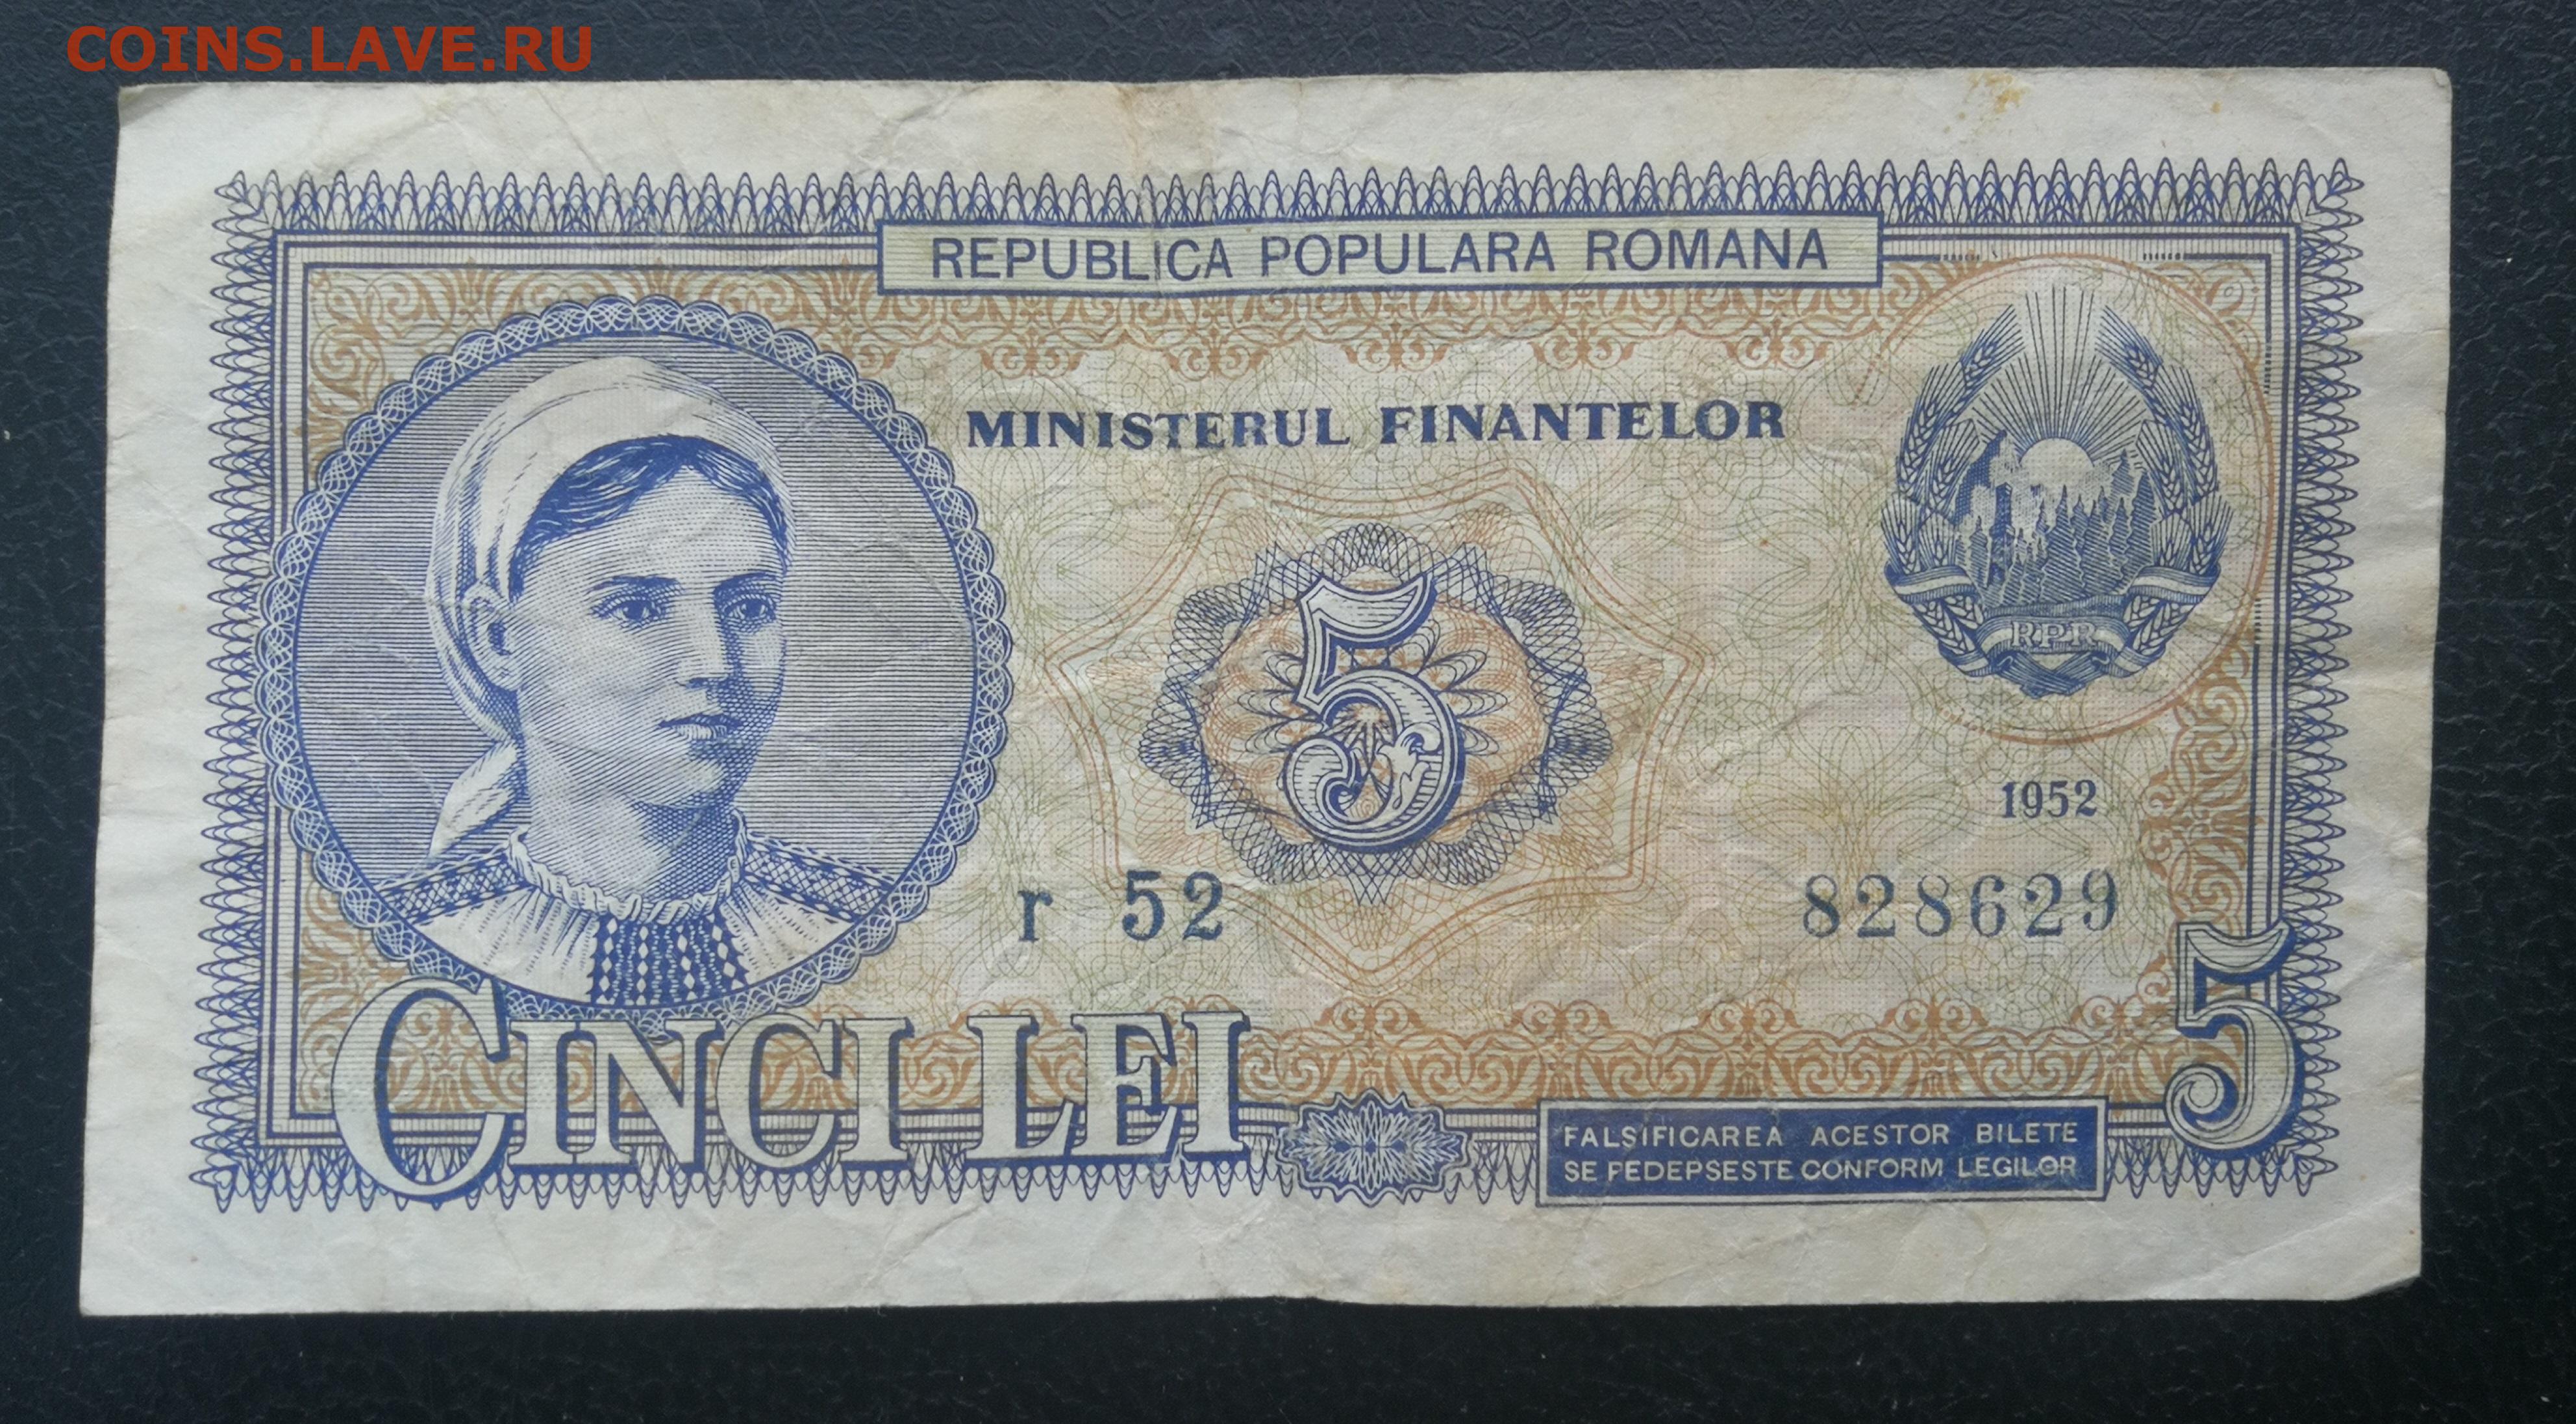 COINS.LAVE.RU
REPUBLICA POPULARA ROMANA
MINISTERUL FINANTELOR
5
RPR
1952
r 52 828629
CINCI LEI
5
FALSIFICAREA ACESTOR BILETE
SE PEDEPSESTE CONFORM LEGILOR